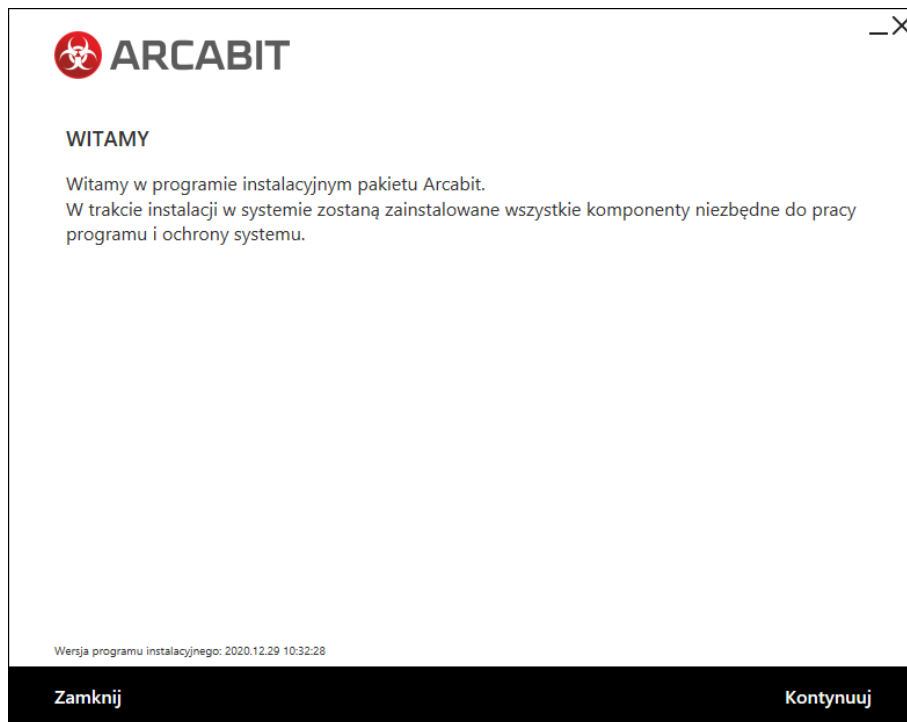 ARCABIT
WITAMY
Witamy w programie instalacyjnym pakietu Arcabit.
W trakcie instalacji w systemie zostaną zainstalowane wszystkie komponenty niezbędne do pracy
programu i ochrony systemu.
Wersja programu instalacyjnego: 2020.12.29 10:32:28
Zamknij
Kontynuuj